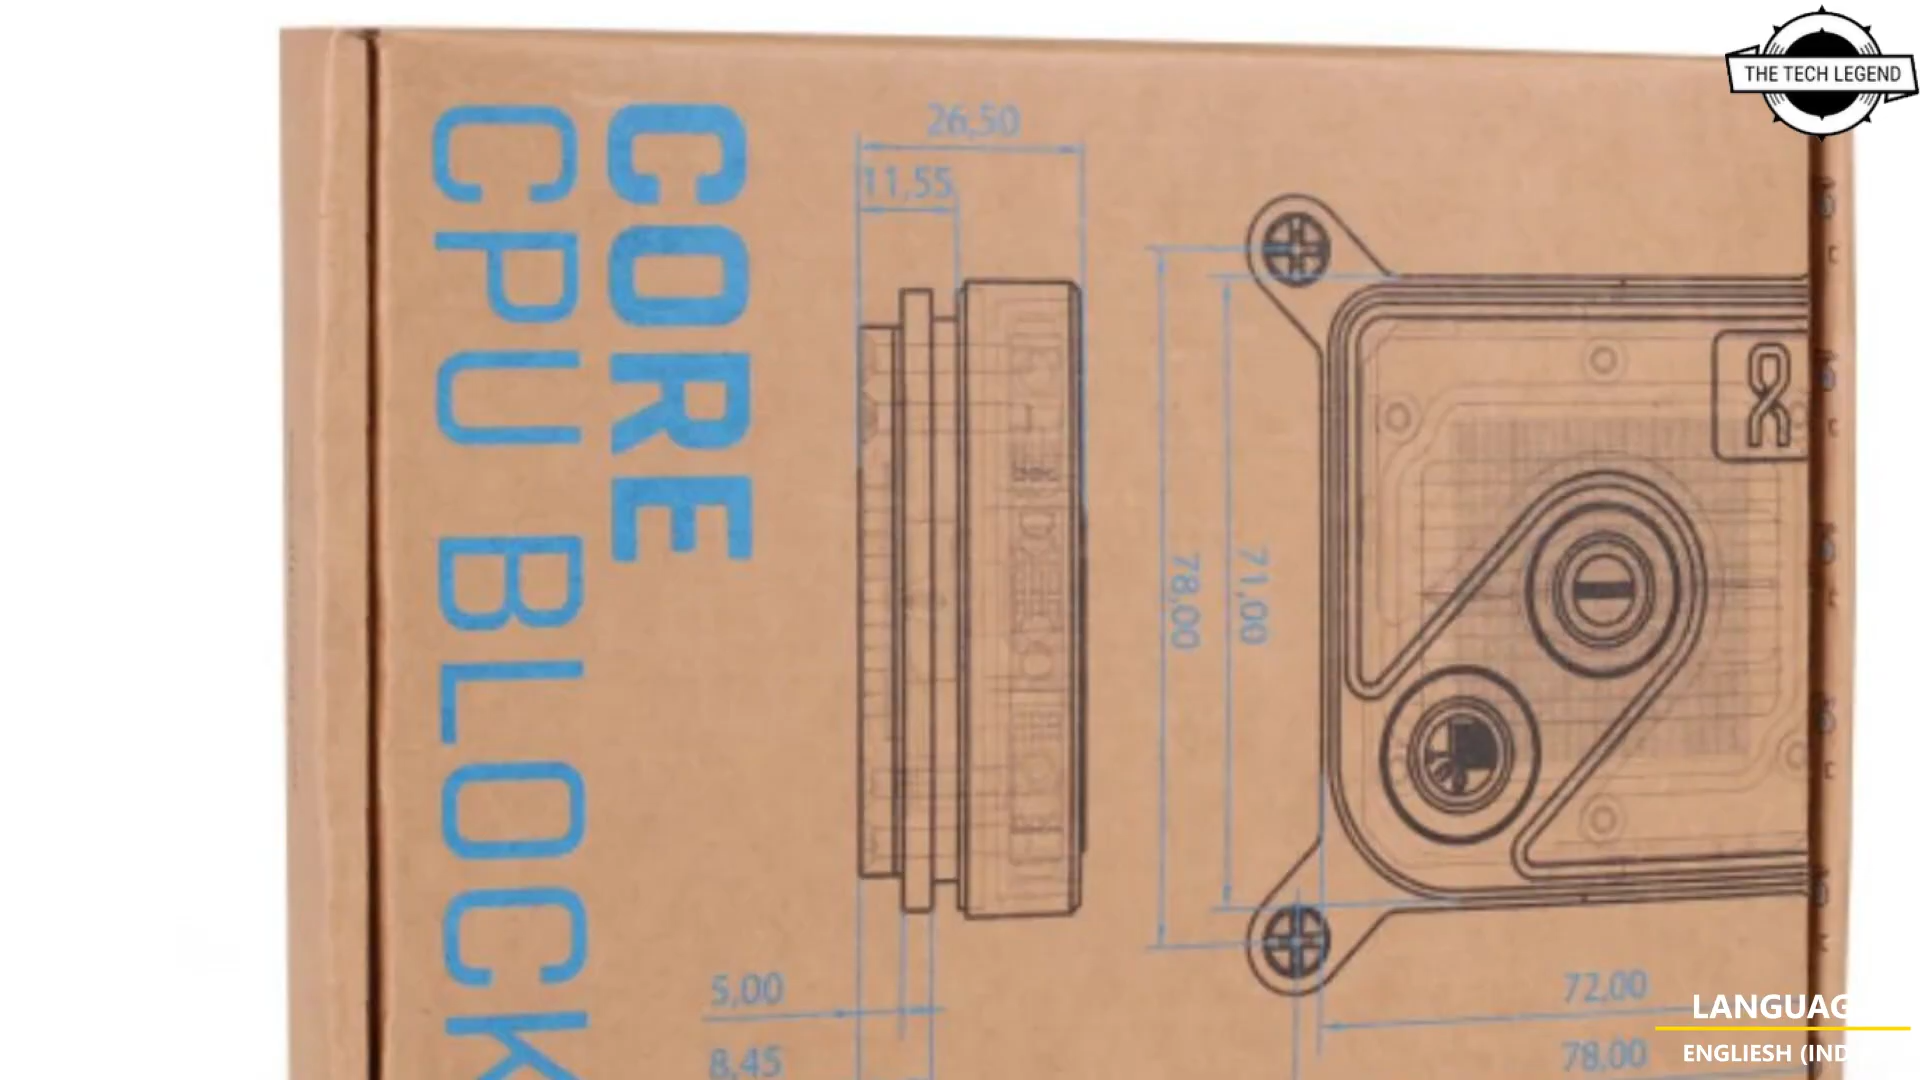 THE TECH LEGEND
CORE
CPU BLOCK
26,50
11,55
78,00
71,00
5,00
8,45
72,00
78,00
LANGUAG
ENGLIESH (IND